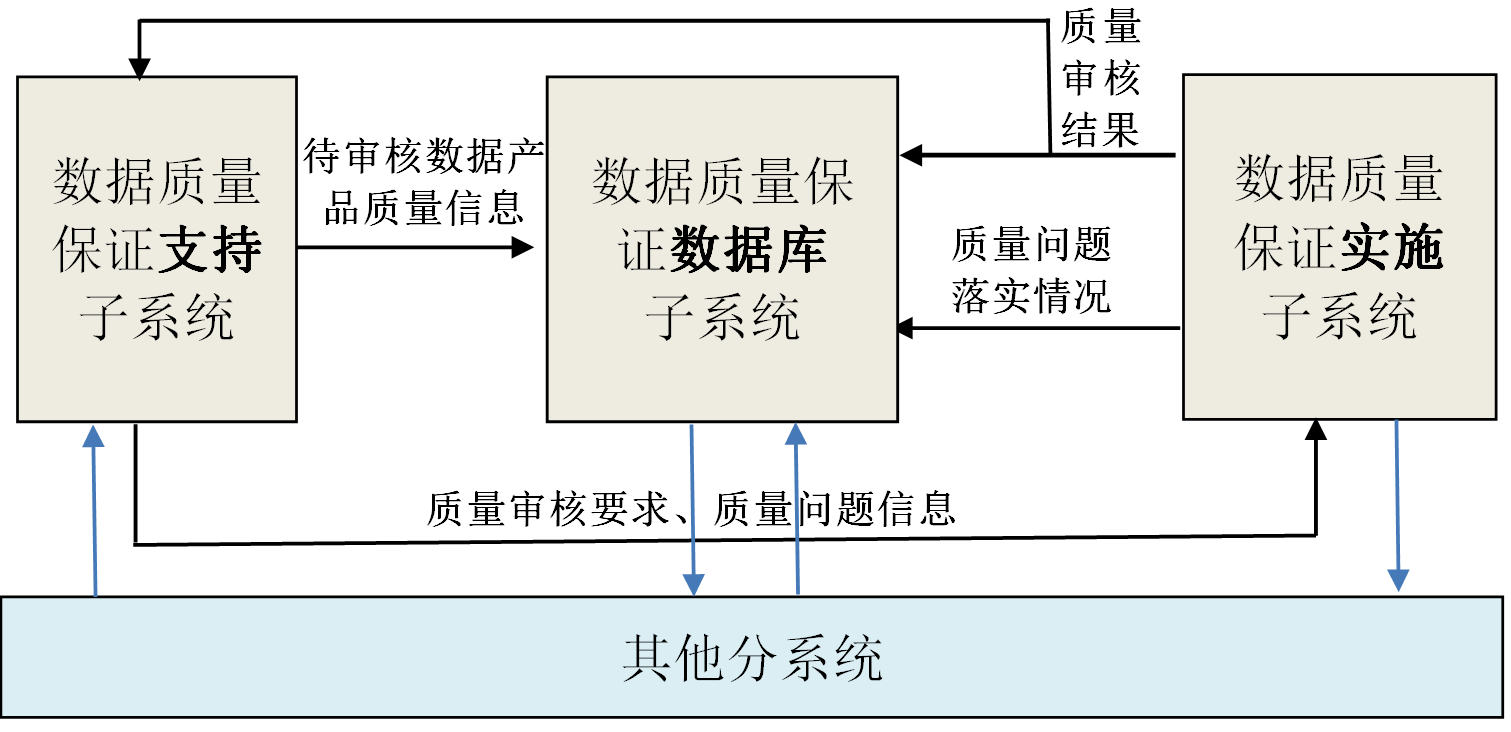 质量
审核
结果
数据质量
保证支持
子系统
待审核数据产
品质量信息
数据质量保
证数据库
子系统
质量问题
落实情况
数据质量
保证实施
子系统
质量审核要求、质量问题信息
其他分系统